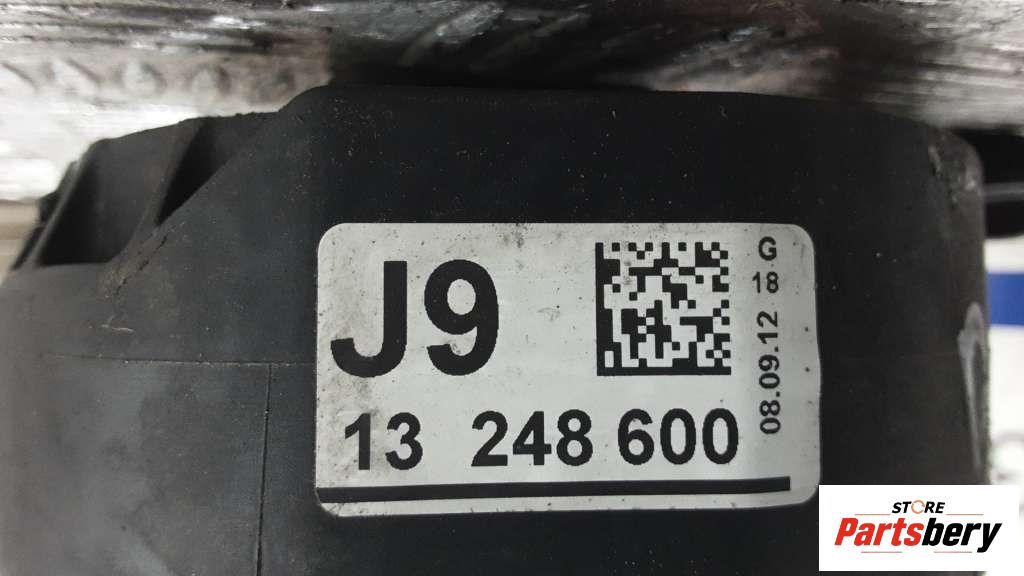 J9
13 248 600
08.09.12 18 G
STORE
Partsbery